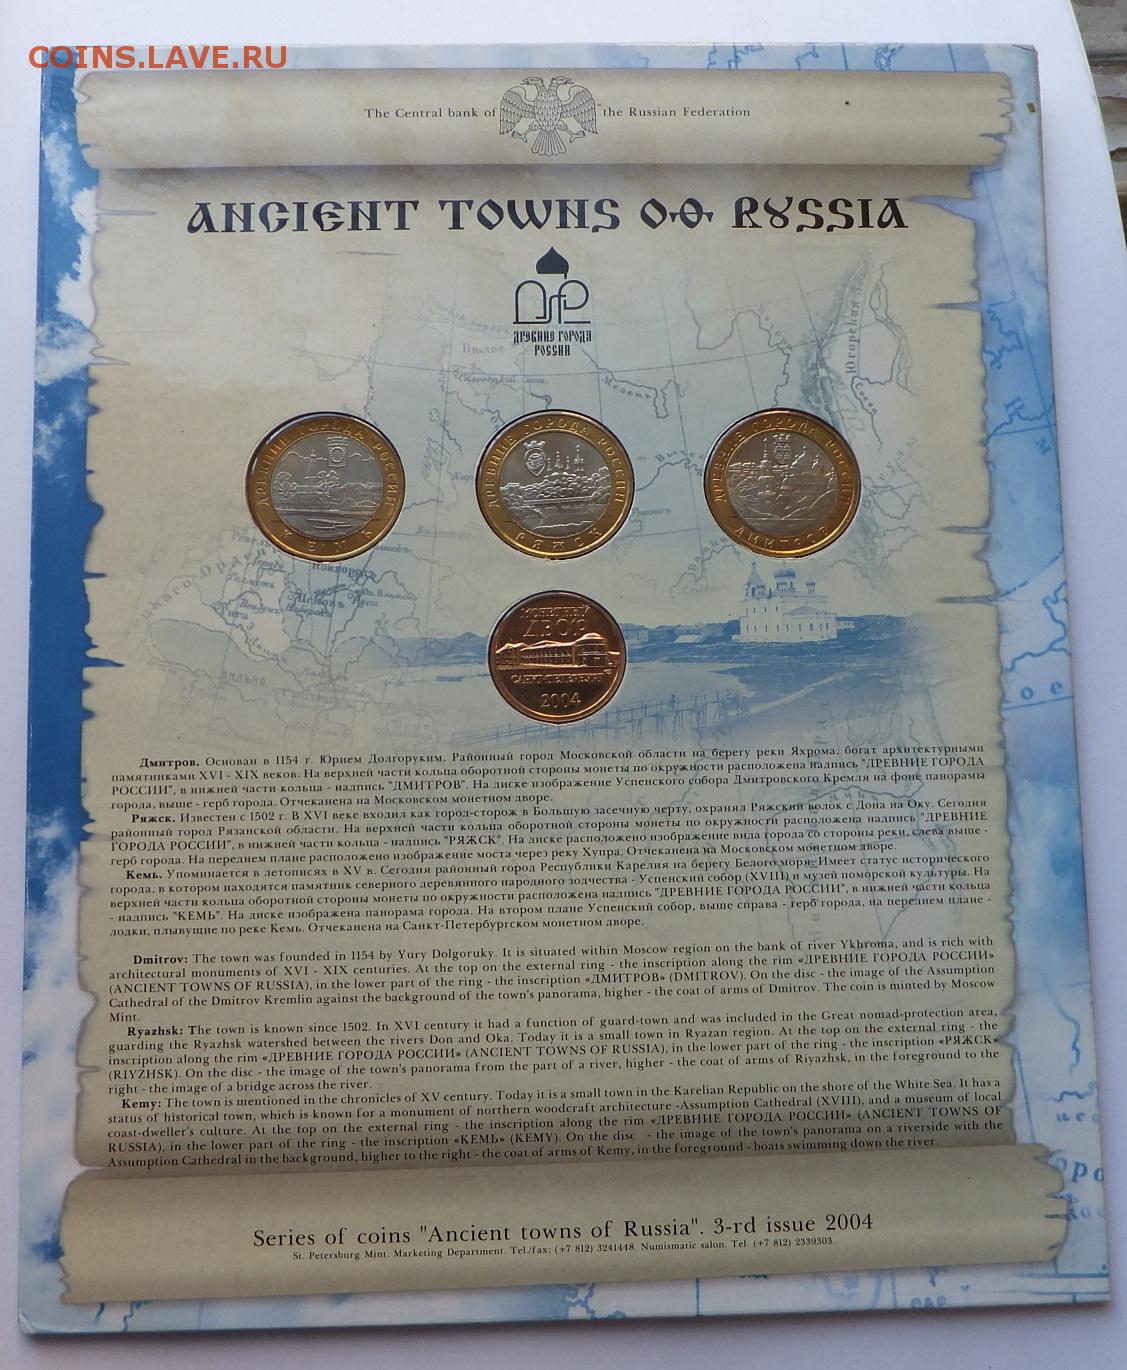 COINS.LAVE.RU
The Central bank of the Russian Federation
ANCIENT TOWNS OF RUSSIA
ДРЕВНИЕ ГОРОДА
РОССИИ
ДРЕВНИЕ ГОРОДА РОССИИ
КЕМЬ
ДРЕВНИЕ ГОРОДА РОССИИ
РЯЖСК
ДРЕВНИЕ ГОРОДА РОССИИ
ДМИТРОВ
МОНЕТНЫЙ
ДВОР
САНКТ-ПЕТЕРБУРГ
2004
Дмитров. Основан в 1154 г. Юрием Долгоруким. Районный город Московской области на берегу реки Яхрома, богат архитектурными
памятниками XVI - XIX веков. На верхней части кольца оборотной стороны монеты по окружности расположена надпись "ДРЕВНИЕ ГОРОДА
РОССИИ", в нижней части кольца - надпись "ДМИТРОВ". На диске изображение Успенского собора Дмитровского Кремля на фоне панорамы
города, выше - герб города. Отчеканена на Московском монетном дворе.
Ряжск. Известен с 1502 г. В XVI веке входил как город-сторож в Большую засечную черту, охранял Ряжский волок с Дона на Оку. Сегодня
районный город Рязанской области. На верхней части кольца оборотной стороны монеты по окружности расположена надпись "ДРЕВНИЕ
ГОРОДА РОССИИ", в нижней части кольца - надпись "РЯЖСК". На диске расположено изображение вида города со стороны реки, слева выше -
герб города. На переднем плане расположено изображение моста через реку Хупра. Отчеканена на Московском монетном дворе.
Кемь. Упоминается в летописях в XV в. Сегодня районный город Республики Карелия на берегу Белого моря. Имеет статус исторического
города, в котором находятся памятник северного деревянного народного зодчества - Успенский собор (XVIII) и музей поморской культуры. На
верхней части кольца оборотной стороны монеты по окружности расположена надпись "ДРЕВНИЕ ГОРОДА РОССИИ", в нижней части кольца
- надпись "КЕМЬ". На диске изображена панорама города. На втором плане Успенский собор, выше справа - герб города, на переднем плане -
лодки, плывущие по реке Кемь. Отчеканена на Санкт-Петербургском монетном дворе.
Dmitrov: The town was founded in 1154 by Yury Dolgoruky. It is situated within Moscow region on the bank of river Ykhroma, and is rich with
architectural monuments of XVI - XIX centuries. At the top on the external ring - the inscription along the rim «ДРЕВНИЕ ГОРОДА РОССИИ»
(ANCIENT TOWNS OF RUSSIA), in the lower part of the ring - the inscription «ДМИТРОВ» (DMITROV). On the disc - the image of the Assumption
Cathedral of the Dmitrov Kremlin against the background of the town's panorama, higher - the coat of arms of Dmitrov. The coin is minted by Moscow
Mint.
Ryazhsk: The town is known since 1502. In XVI century it had a function of guard-town and was included in the Great nomad-protection area,
guarding the Ryazhsk watershed between the rivers Don and Oka. Today it is a small town in Ryazan region. At the top on the external ring - the
inscription along the rim «ДРЕВНИЕ ГОРОДА РОССИИ» (ANCIENT TOWNS OF RUSSIA), in the lower part of the ring - the inscription «РЯЖСК»
(RIYZHSK). On the disc - the image of the town's panorama from the part of a river, higher - the coat of arms of Riyazhsk, in the foreground to the
right - the image of a bridge across the river.
Kemy: The town is mentioned in the chronicles of XV century. Today it is a small town in the Karelian Republic on the shore of the White Sea. It has a
status of historical town, which is known for a monument of northern woodcraft architecture -Assumption Cathedral (XVIII), and a museum of local
coast-dweller's culture. At the top on the external ring - the inscription along the rim «ДРЕВНИЕ ГОРОДА РОССИИ» (ANCIENT TOWNS OF
RUSSIA), in the lower part of the ring - the inscription «КЕМЬ» (KEMY). On the disc - the image of the town's panorama on a riverside with the
Assumption Cathedral in the background, higher to the right - the coat of arms of Kemy, in the foreground - boats swimming down the river.
Series of coins "Ancient towns of Russia". 3-rd issue 2004
St. Petersburg Mint. Marketing Department. Tel./fax: (+7 812) 3241448. Numismatic salon. Tel. (+7 812) 2339303.